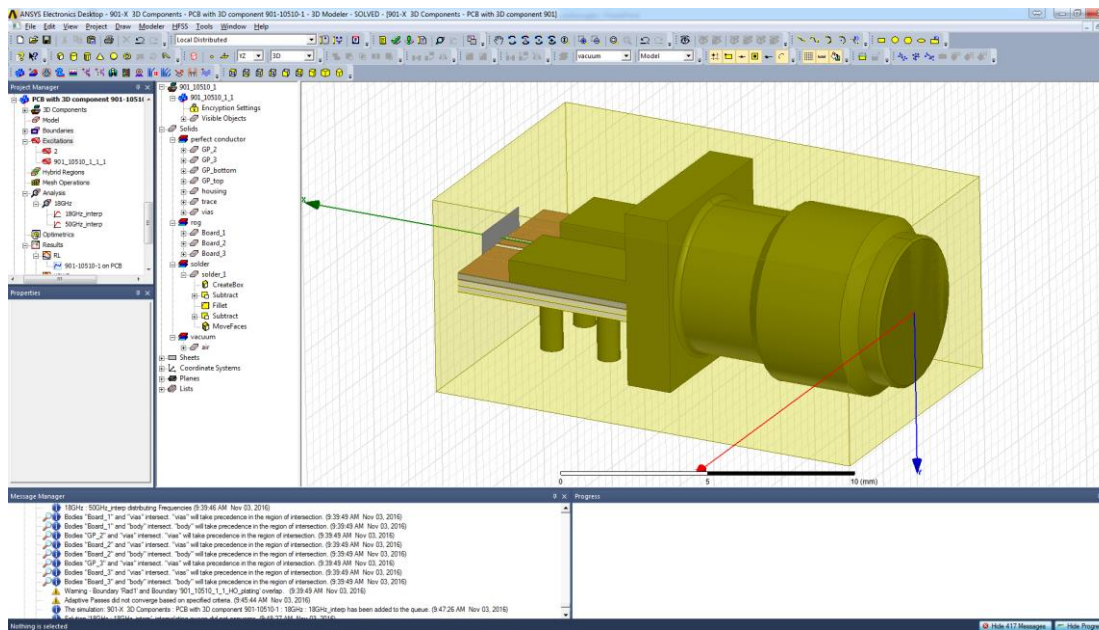 ANSYS Electronics Desktop - 901-X 3D Components - PCB with 3D component 901-10510-1 - 3D Modeler - SOLVED - [901-X 3D Components - PCB with 3D component 901]
File Edit View Project Draw Modeler HFSS Tools Window Help
Local Distributed
YZ 3D vacuum Model
Project Manager
PCB with 3D component 901-1051
3D Components
Model
Boundaries
Excitations
2
901_10510_1_1_1
Hybrid Regions
Mesh Operations
Analysis
18GHz
18GHz_interp
50GHz_interp
Optimetrics
Results
RL
901-10510-1 on PCB
Properties
901_10510_1
901_10510_1_1
Encryption Settings
Visible Objects
Solids
perfect conductor
GP_2
GP_3
GP_bottom
GP_top
housing
trace
vias
rog
Board_1
Board_2
Board_3
solder
solder_1
CreateBox
Subtract
Fillet
Subtract
MoveFaces
vacuum
air
Sheets
Coordinate Systems
Planes
Lists
0 5 10 (mm)
Message Manager
18GHz : 50GHz_interp distributing Frequencies (9:39:46 AM Nov 03, 2016)
Bodies "Board_1" and "vias" intersect. "vias" will take precedence in the region of intersection. (9:39:49 AM Nov 03, 2016)
Bodies "Board_1" and "body" intersect. "body" will take precedence in the region of intersection. (9:39:49 AM Nov 03, 2016)
Bodies "GP_2" and "vias" intersect. "vias" will take precedence in the region of intersection. (9:39:49 AM Nov 03, 2016)
Bodies "Board_2" and "vias" intersect. "vias" will take precedence in the region of intersection. (9:39:49 AM Nov 03, 2016)
Bodies "Board_2" and "body" intersect. "body" will take precedence in the region of intersection. (9:39:49 AM Nov 03, 2016)
Bodies "GP_3" and "vias" intersect. "vias" will take precedence in the region of intersection. (9:39:49 AM Nov 03, 2016)
Bodies "Board_3" and "vias" intersect. "vias" will take precedence in the region of intersection. (9:39:49 AM Nov 03, 2016)
Bodies "Board_3" and "body" intersect. "body" will take precedence in the region of intersection. (9:39:49 AM Nov 03, 2016)
Warning - Boundary 'Rad1' and Boundary '901_10510_1_1_HO_plating' overlap. (9:39:49 AM Nov 03, 2016)
Adaptive Passes did not converge based on specified criteria. (9:45:44 AM Nov 03, 2016)
The simulation: 901-X 3D Components : PCB with 3D component 901-10510-1 : 18GHz : 18GHz_interp has been added to the queue. (9:47:26 AM Nov 03, 2016)
Progress
Nothing is selected
Hide 417 Messages
Hide Progre